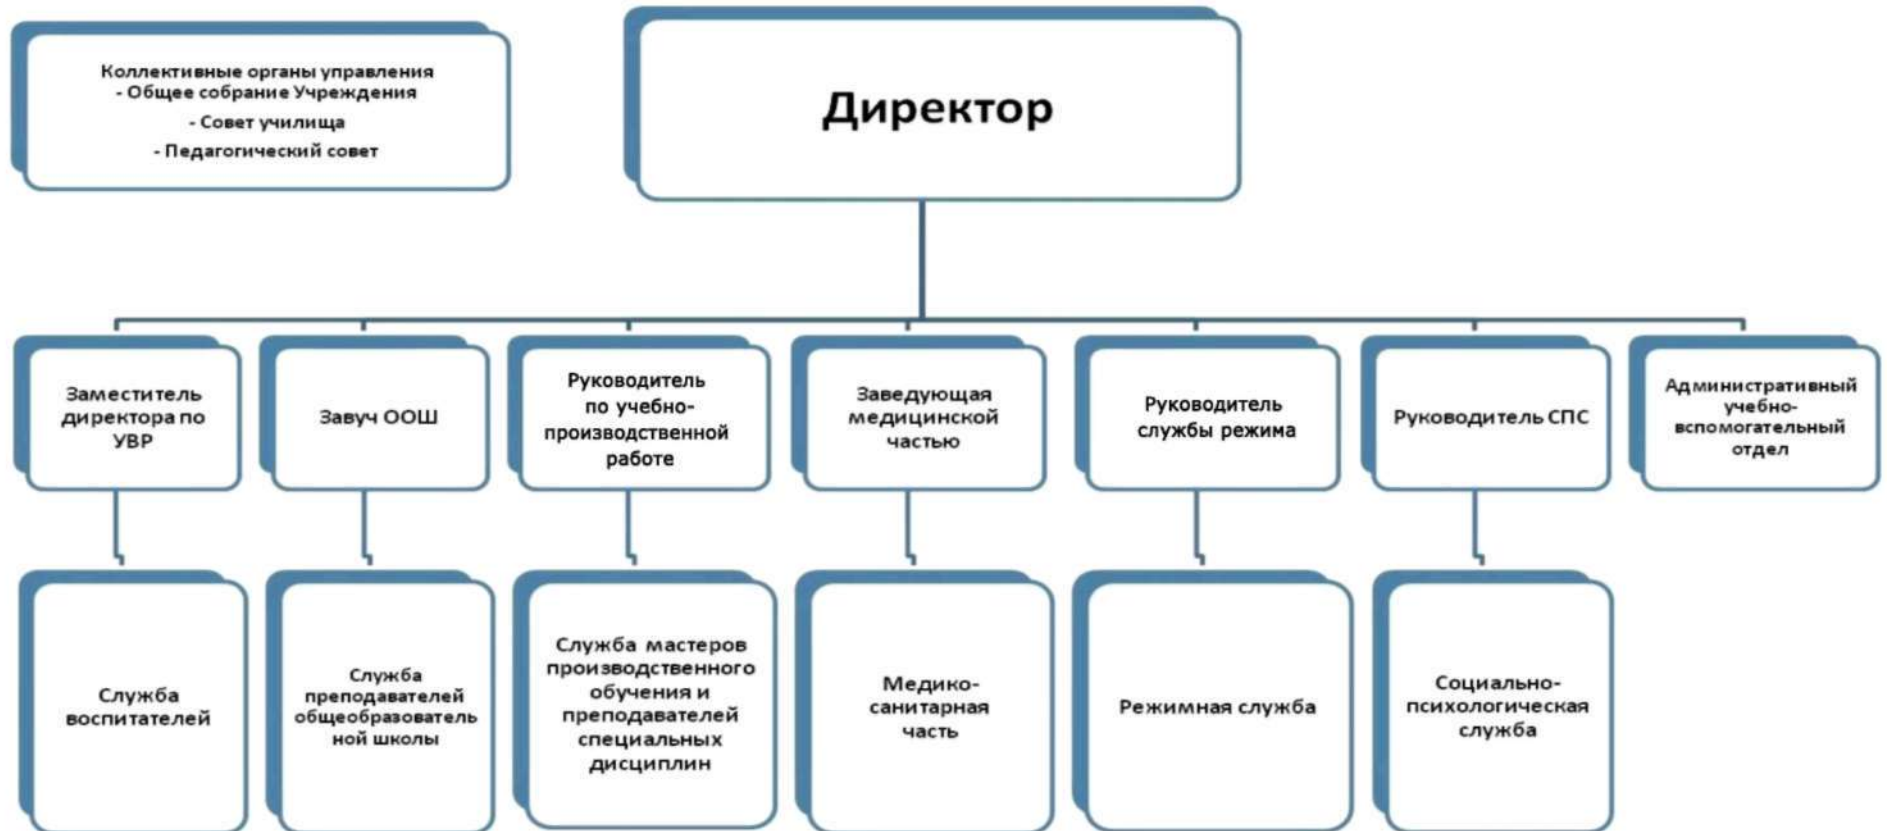 Коллективные органы управления
- Общее собрание Учреждения
- Совет училища
- Педагогический совет
Директор
Заместитель
директора по
УВР
Завуч ООШ
Руководитель
по учебно-
производственной
работе
Заведующая
медицинской
частью
Руководитель
службы режима
Руководитель СПС
Административный
учебно-
вспомогательный
отдел
Служба
воспитателей
Служба
преподавателей
общеобразователь
ной школы
Служба мастеров
производственного
обучения и
преподавателей
специальных
дисциплин
Медико-
санитарная
часть
Режимная служба
Социально-
психологическая
служба